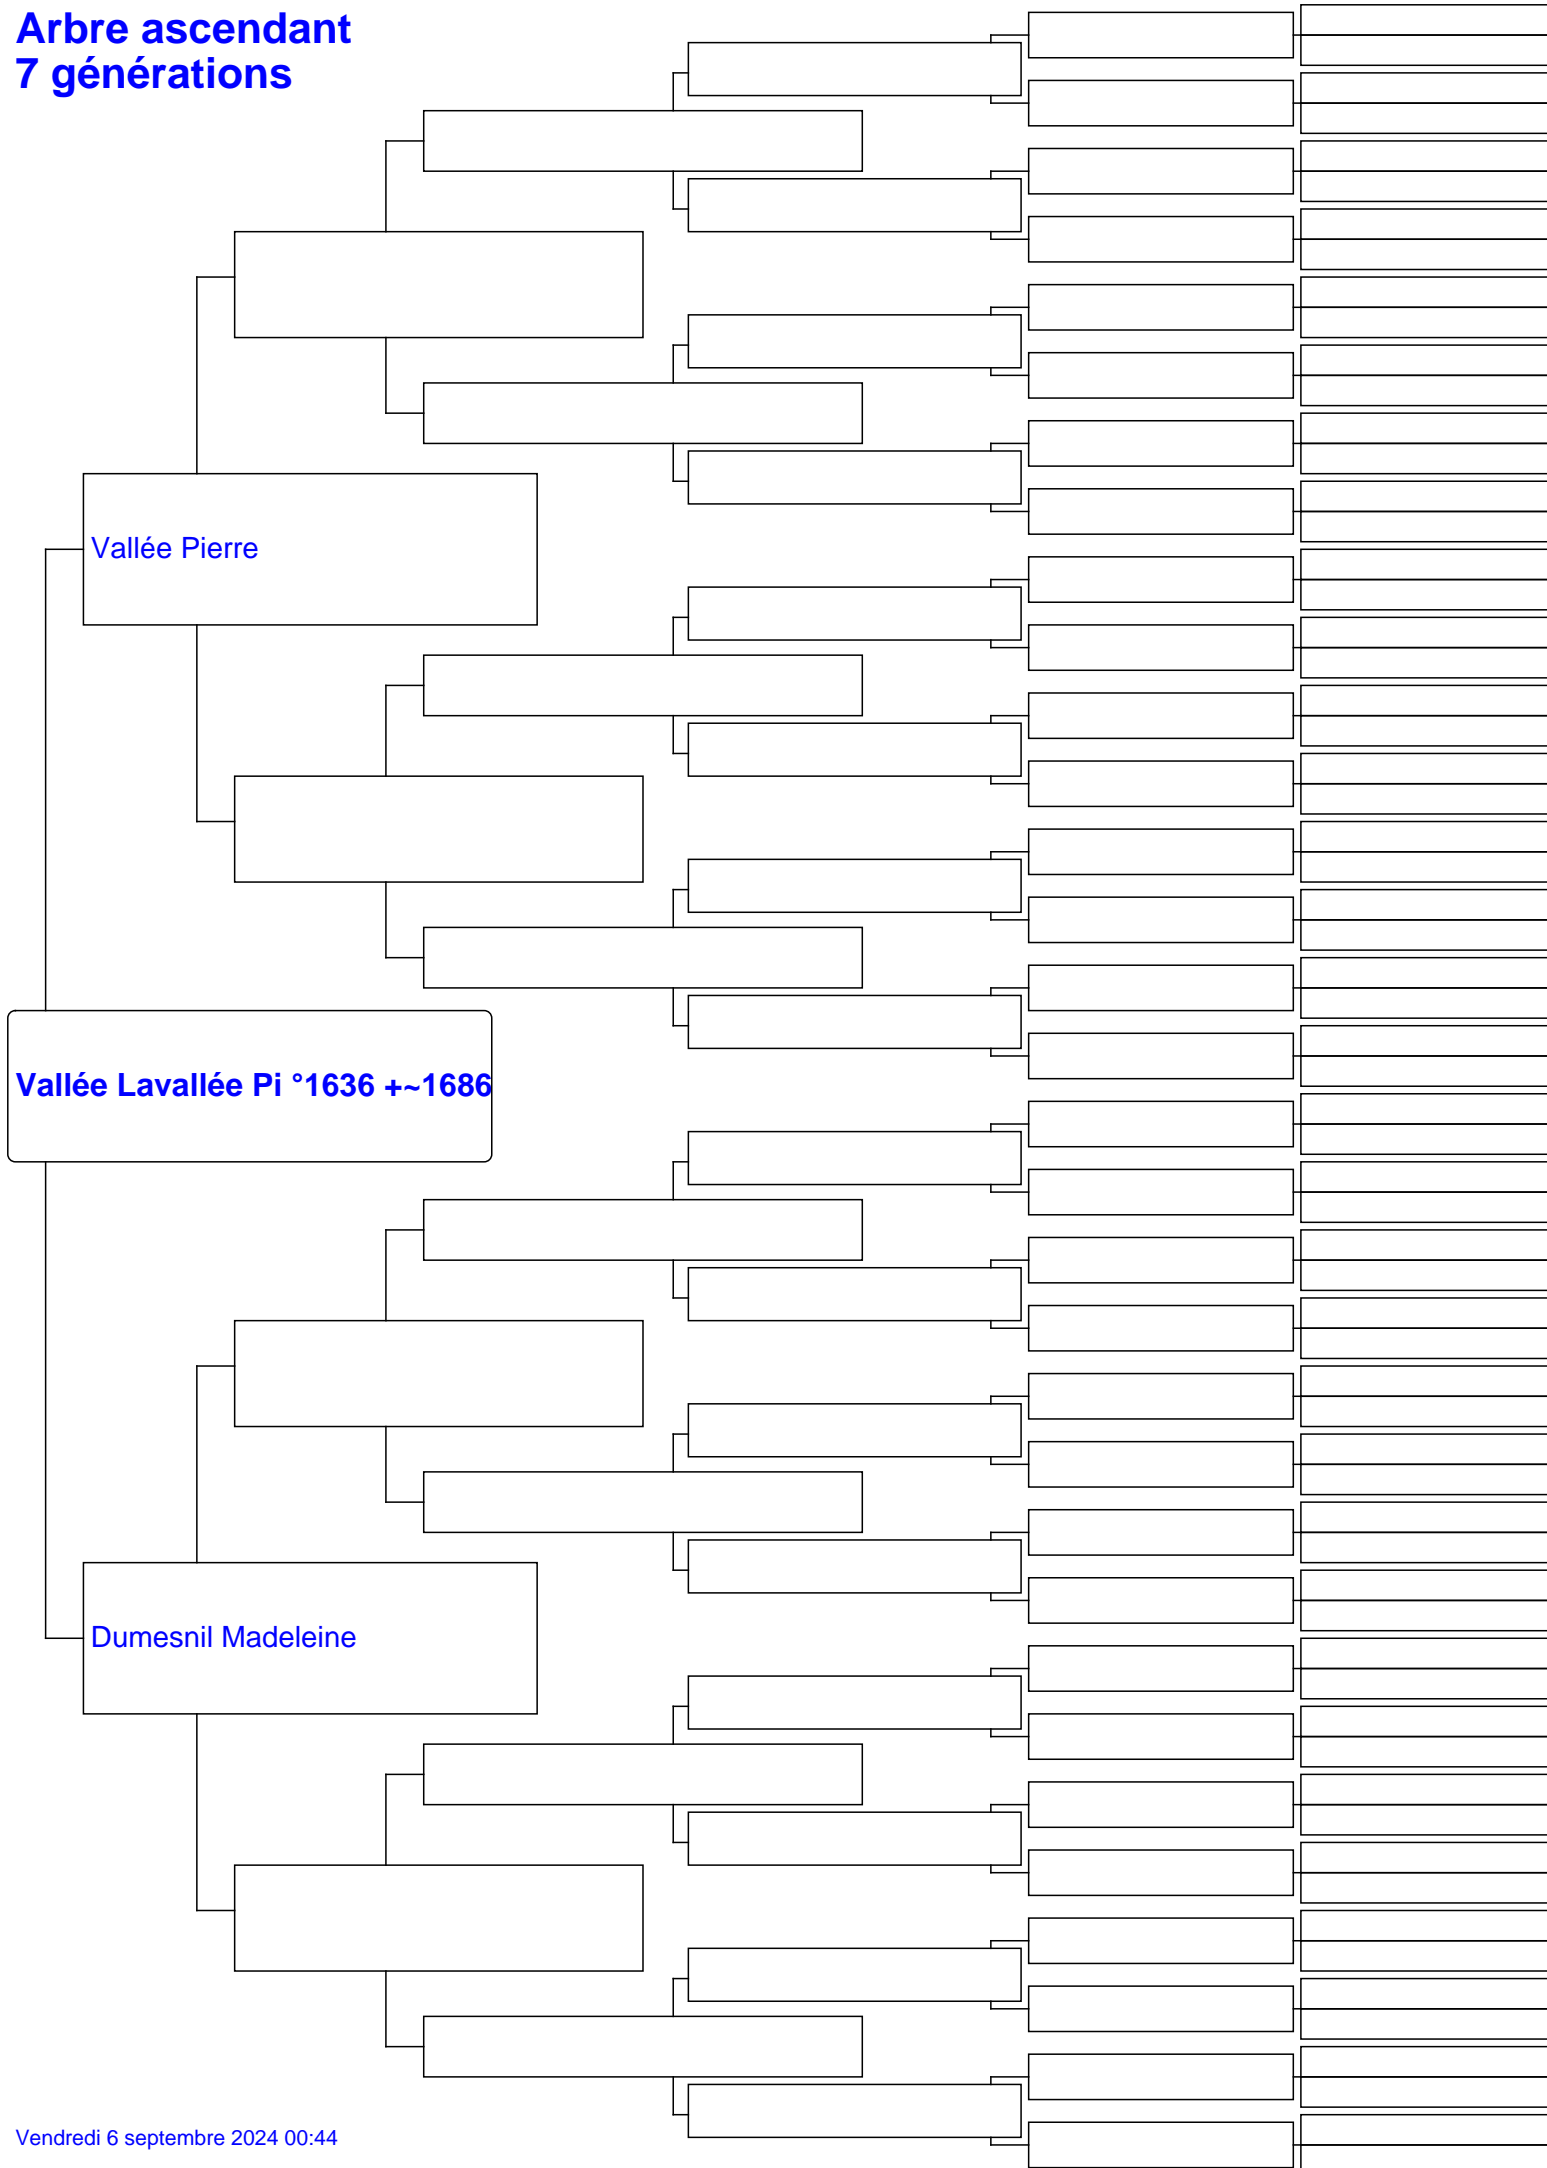 Arbre ascendant
7 générations
Vallée Pierre
Vallée Lavallée Pi °1636 +~1686
Dumesnil Madeleine
Vendredi 6 septembre 2024 00:44